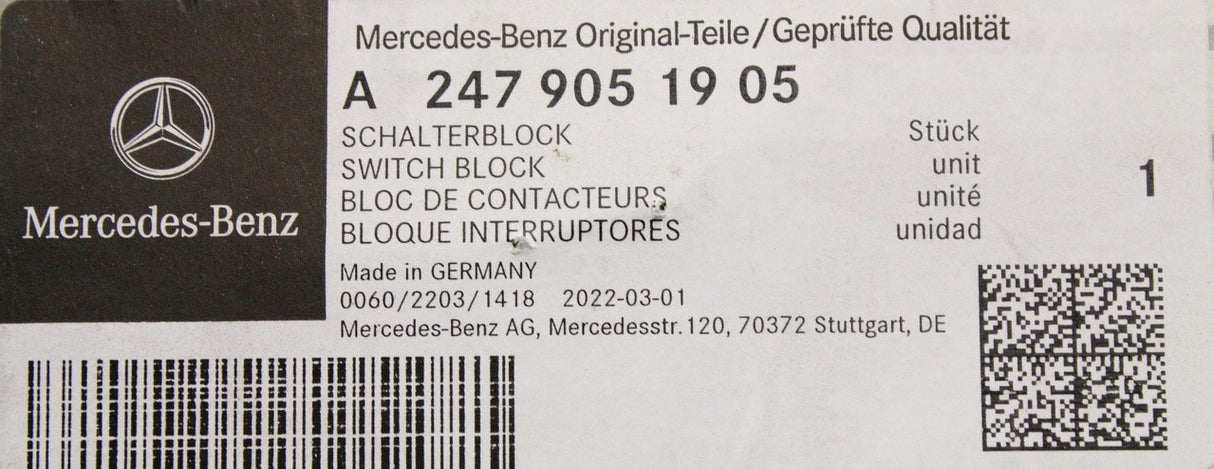 Mercedes-Benz
Mercedes-Benz Original-Teile/Geprüfte Qualität
A 247 905 19 05
SCHALTERBLOCK Stück
SWITCH BLOCK unit 1
BLOC DE CONTACTEURS unité
BLOQUE INTERRUPTORES unidad
Made in GERMANY
0060/2203/1418 2022-03-01
Mercedes-Benz AG, Mercedesstr.120, 70372 Stuttgart, DE